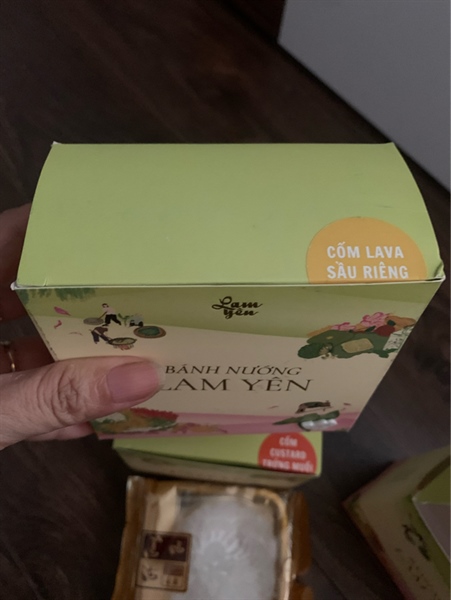 CỐM LAVA
SẦU RIÊNG
Lam
Yên
BÁNH NƯỚNG
LAM YÊN
CỐM
CUSTARD
TRỨNG MUỐI